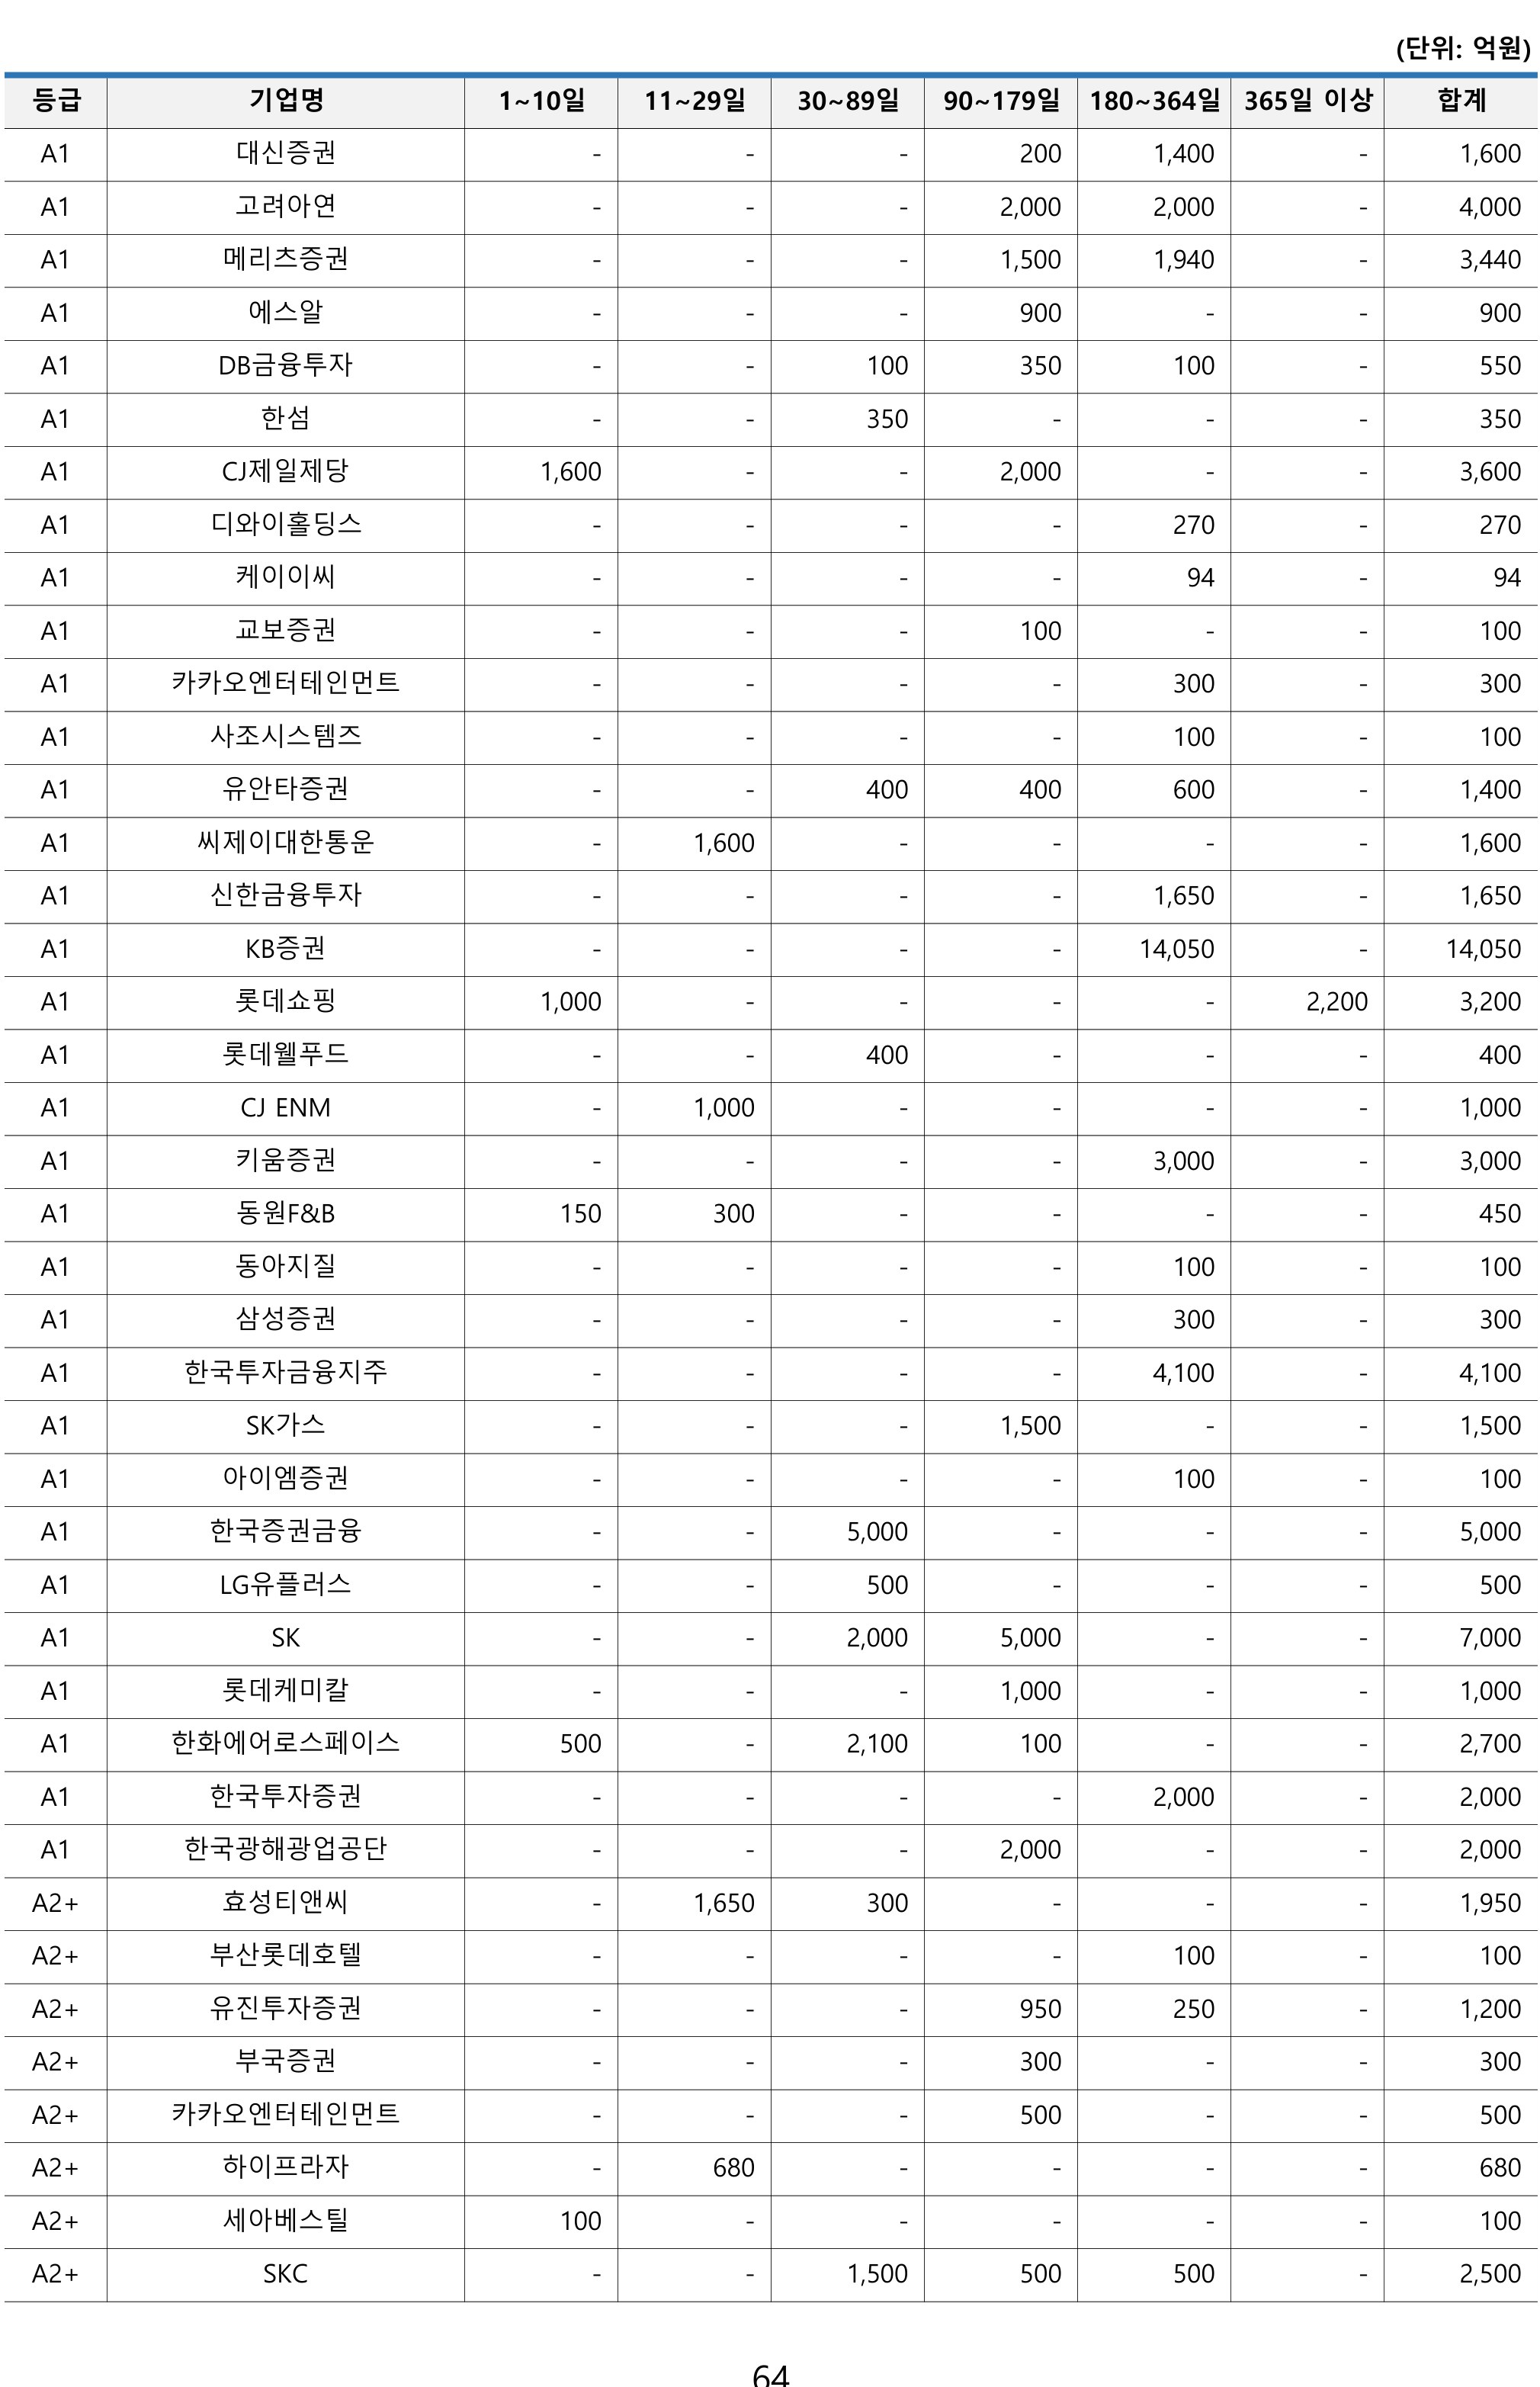 (단위: 억원)
등급 기업명 1~10일 11~29일 30~89일 90~179일 180~364일 365일 이상 합계
A1 대신증권 - - - 200 1,400 - 1,600
A1 고려아연 - - - 2,000 2,000 - 4,000
A1 메리츠증권 - - - 1,500 1,940 - 3,440
A1 에스알 - - - 900 - - 900
A1 DB금융투자 - - 100 350 100 - 550
A1 한섬 - - 350 - - - 350
A1 CJ제일제당 1,600 - - 2,000 - - 3,600
A1 디와이홀딩스 - - - - 270 - 270
A1 케이이씨 - - - - 94 - 94
A1 교보증권 - - - 100 - - 100
A1 카카오엔터테인먼트 - - - - 300 - 300
A1 사조시스템즈 - - - - 100 - 100
A1 유안타증권 - - 400 400 600 - 1,400
A1 씨제이대한통운 - 1,600 - - - - 1,600
A1 신한금융투자 - - - - 1,650 - 1,650
A1 KB증권 - - - - 14,050 - 14,050
A1 롯데쇼핑 1,000 - - - - 2,200 3,200
A1 롯데웰푸드 - - 400 - - - 400
A1 CJ ENM - 1,000 - - - - 1,000
A1 키움증권 - - - - 3,000 - 3,000
A1 동원F&B 150 300 - - - - 450
A1 동아지질 - - - - 100 - 100
A1 삼성증권 - - - - 300 - 300
A1 한국투자금융지주 - - - - 4,100 - 4,100
A1 SK가스 - - - 1,500 - - 1,500
A1 아이엠증권 - - - - 100 - 100
A1 한국증권금융 - - 5,000 - - - 5,000
A1 LG유플러스 - - 500 - - - 500
A1 SK - - 2,000 5,000 - - 7,000
A1 롯데케미칼 - - - 1,000 - - 1,000
A1 한화에어로스페이스 500 - 2,100 100 - - 2,700
A1 한국투자증권 - - - - 2,000 - 2,000
A1 한국광해광업공단 - - - 2,000 - - 2,000
A2+ 효성티앤씨 - 1,650 300 - - - 1,950
A2+ 부산롯데호텔 - - - - 100 - 100
A2+ 유진투자증권 - - - 950 250 - 1,200
A2+ 부국증권 - - - 300 - - 300
A2+ 카카오엔터테인먼트 - - - 500 - - 500
A2+ 하이프라자 - 680 - - - - 680
A2+ 세아베스틸 100 - - - - - 100
A2+ SKC - - 1,500 500 500 - 2,500
64